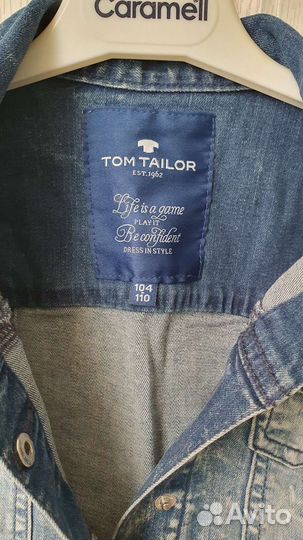 Caramell
TOM TAILOR
EST. 1962
Life is a game
PLAY IT
Be confident
DRESS IN STYLE
104
110
Avito